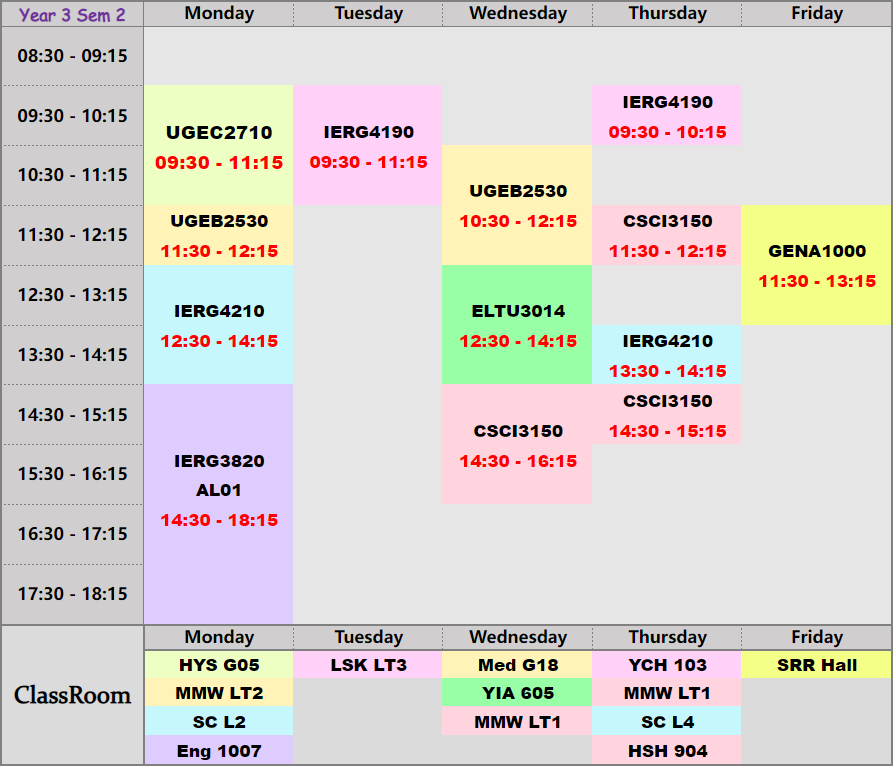 Year 3 Sem 2 Monday Tuesday Wednesday Thursday Friday
08:30 - 09:15
09:30 - 10:15
10:30 - 11:15
11:30 - 12:15
12:30 - 13:15
13:30 - 14:15
14:30 - 15:15
15:30 - 16:15
16:30 - 17:15
17:30 - 18:15
UGEC2710
09:30 - 11:15
UGEB2530
11:30 - 12:15
IERG4210
12:30 - 14:15
IERG3820
AL01
14:30 - 18:15
IERG4190
09:30 - 11:15
UGEB2530
10:30 - 12:15
ELTU3014
12:30 - 14:15
CSCI3150
14:30 - 16:15
IERG4190
09:30 - 10:15
CSCI3150
11:30 - 12:15
IERG4210
13:30 - 14:15
CSCI3150
14:30 - 15:15
GENA1000
11:30 - 13:15
ClassRoom
Monday Tuesday Wednesday Thursday Friday
HYS G05 LSK LT3 Med G18 YCH 103 SRR Hall
MMW LT2 YIA 605 MMW LT1
SC L2 MMW LT1 SC L4
Eng 1007 HSH 904